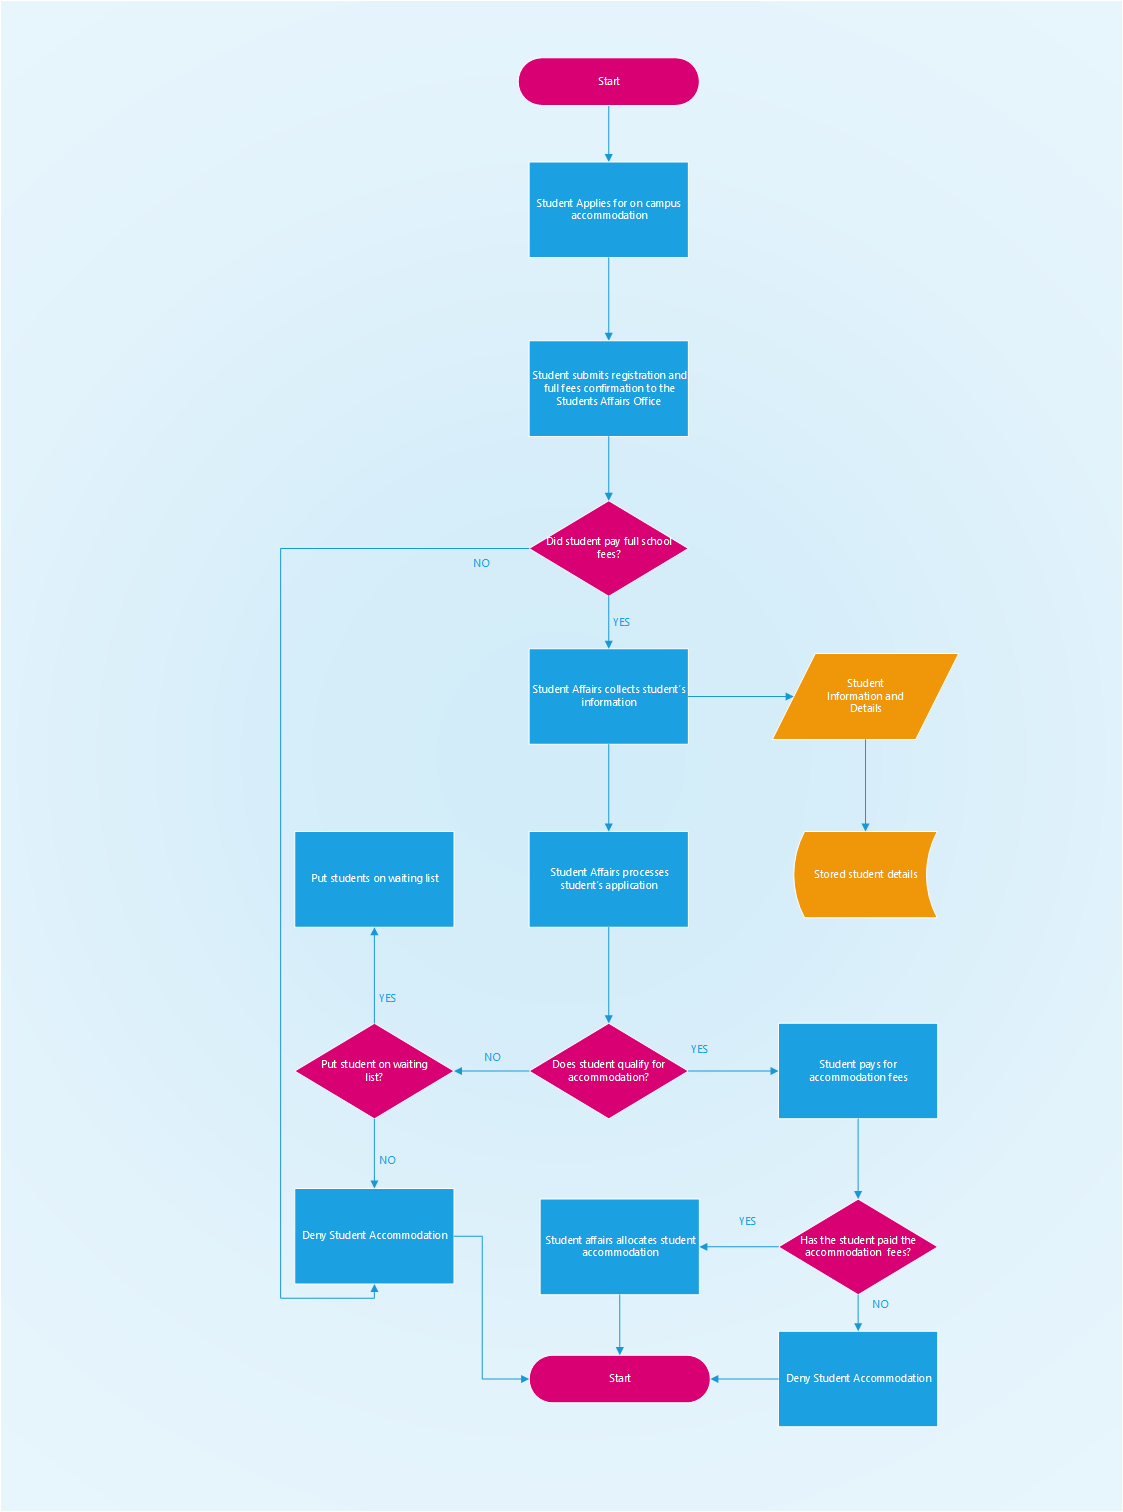 Start
Student Applies for on campus
accommodation
Student submits registration and
full fees confirmation to the
Students Affairs Office
Did student pay full school
fees?
NO
YES
Student Affairs collects student's
information
Student
Information and
Details
Put students on waiting list
Student Affairs processes
student's application
Stored student details
YES
Put student on waiting
list?
NO
Does student qualify for
accommodation?
YES
Student pays for
accommodation fees
NO
Deny Student Accommodation
Student affairs allocates student
accommodation
YES
Has the student paid the
accommodation fees?
NO
Start
Deny Student Accommodation